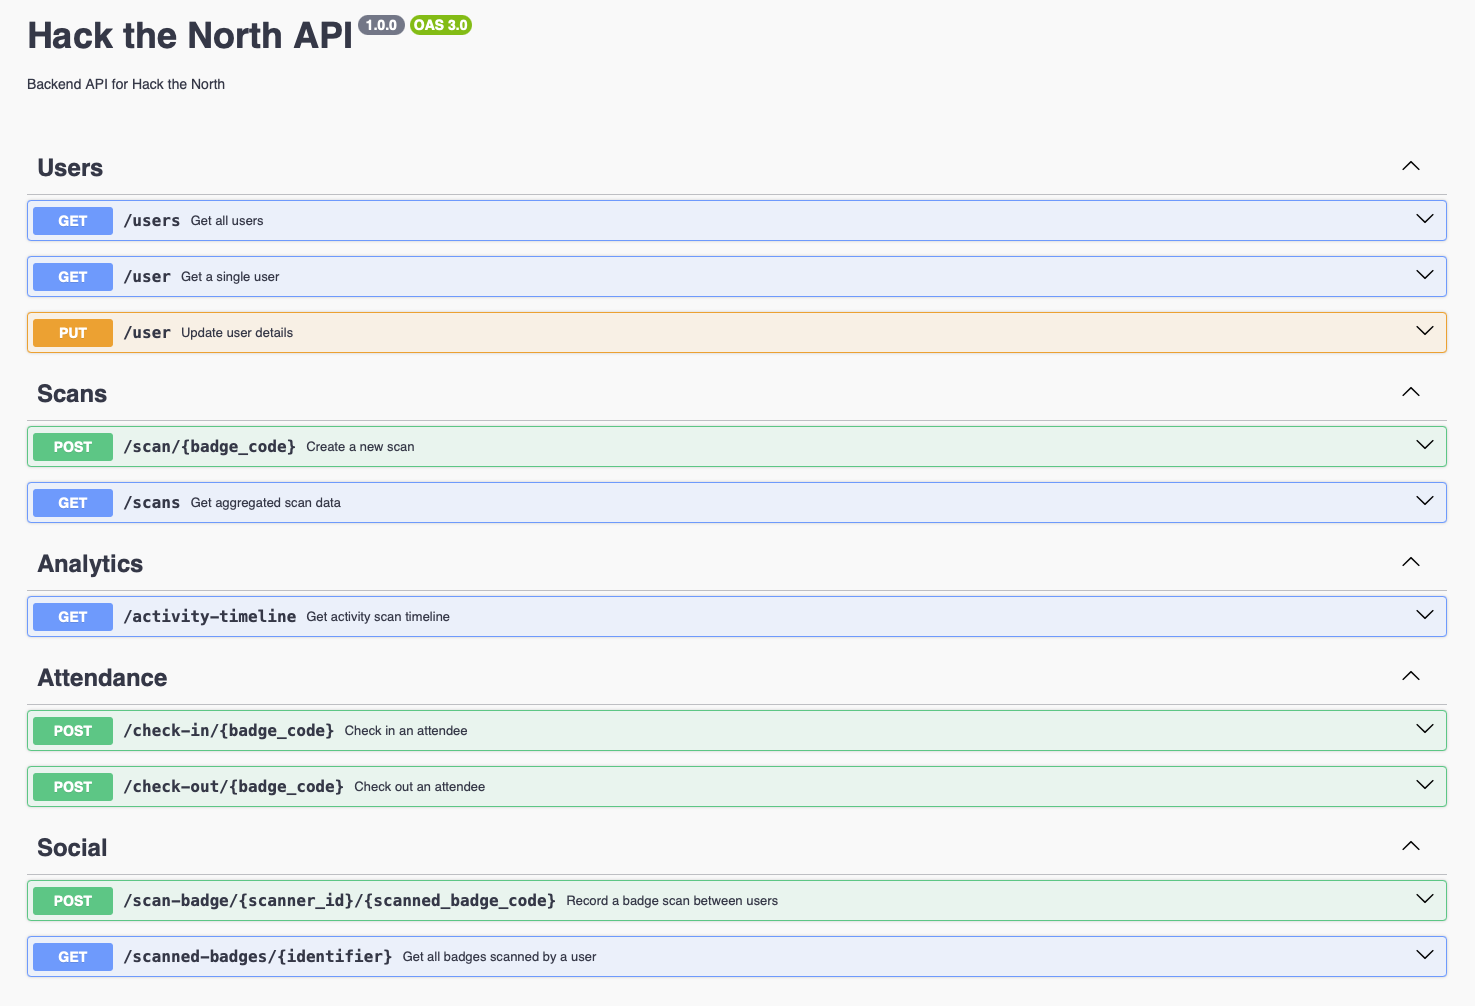 Hack the North API 1.0.0 OAS 3.0
Backend API for Hack the North
Users
GET /users Get all users
GET /user Get a single user
PUT /user Update user details
Scans
POST /scan/{badge_code} Create a new scan
GET /scans Get aggregated scan data
Analytics
GET /activity-timeline Get activity scan timeline
Attendance
POST /check-in/{badge_code} Check in an attendee
POST /check-out/{badge_code} Check out an attendee
Social
POST /scan-badge/{scanner_id}/{scanned_badge_code} Record a badge scan between users
GET /scanned-badges/{identifier} Get all badges scanned by a user